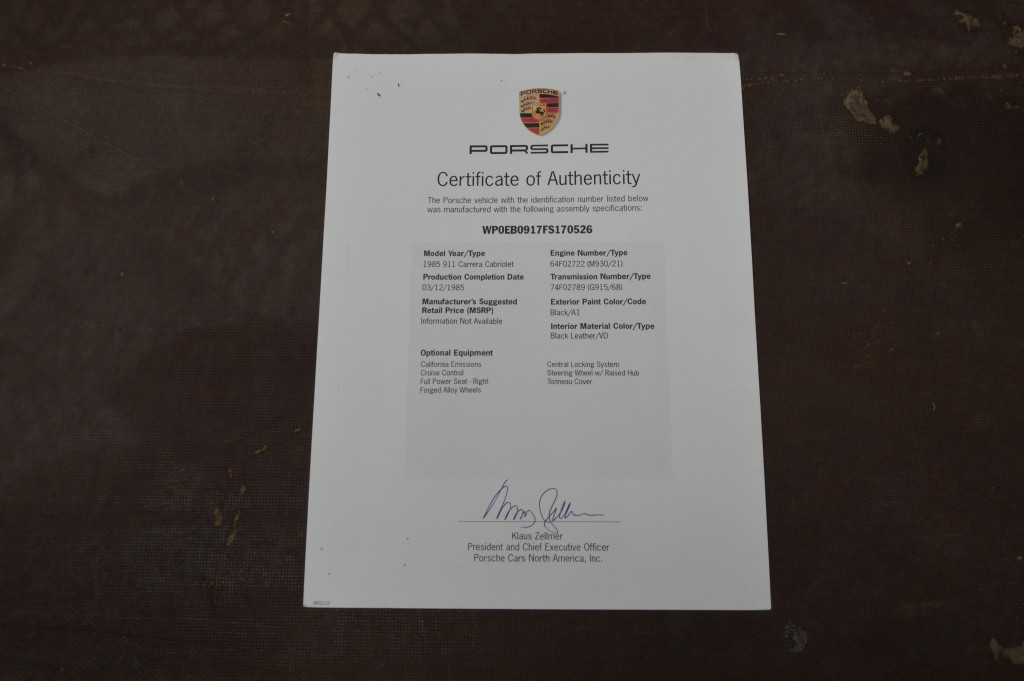 PORSCHE
PORSCHE
Certificate of Authenticity
The Porsche vehicle with the identification number listed below
was manufactured with the following assembly specifications:
WP0EB0917FS170526
Model Year/Type
1985 911 Carrera Cabriolet
Production Completion Date
03/12/1985
Manufacturer's Suggested
Retail Price (MSRP)
Information Not Available
Engine Number/Type
64F02722 (M930/21)
Transmission Number/Type
74F02789 (G915/68)
Exterior Paint Color/Code
Black/A1
Interior Material Color/Type
Black Leather/VD
Optional Equipment
California Emissions
Cruise Control
Full Power Seat - Right
Forged Alloy Wheels
Central Locking System
Steering Wheel w/ Raised Hub
Tonneau Cover
Klaus Zellmer
President and Chief Executive Officer
Porsche Cars North America, Inc.